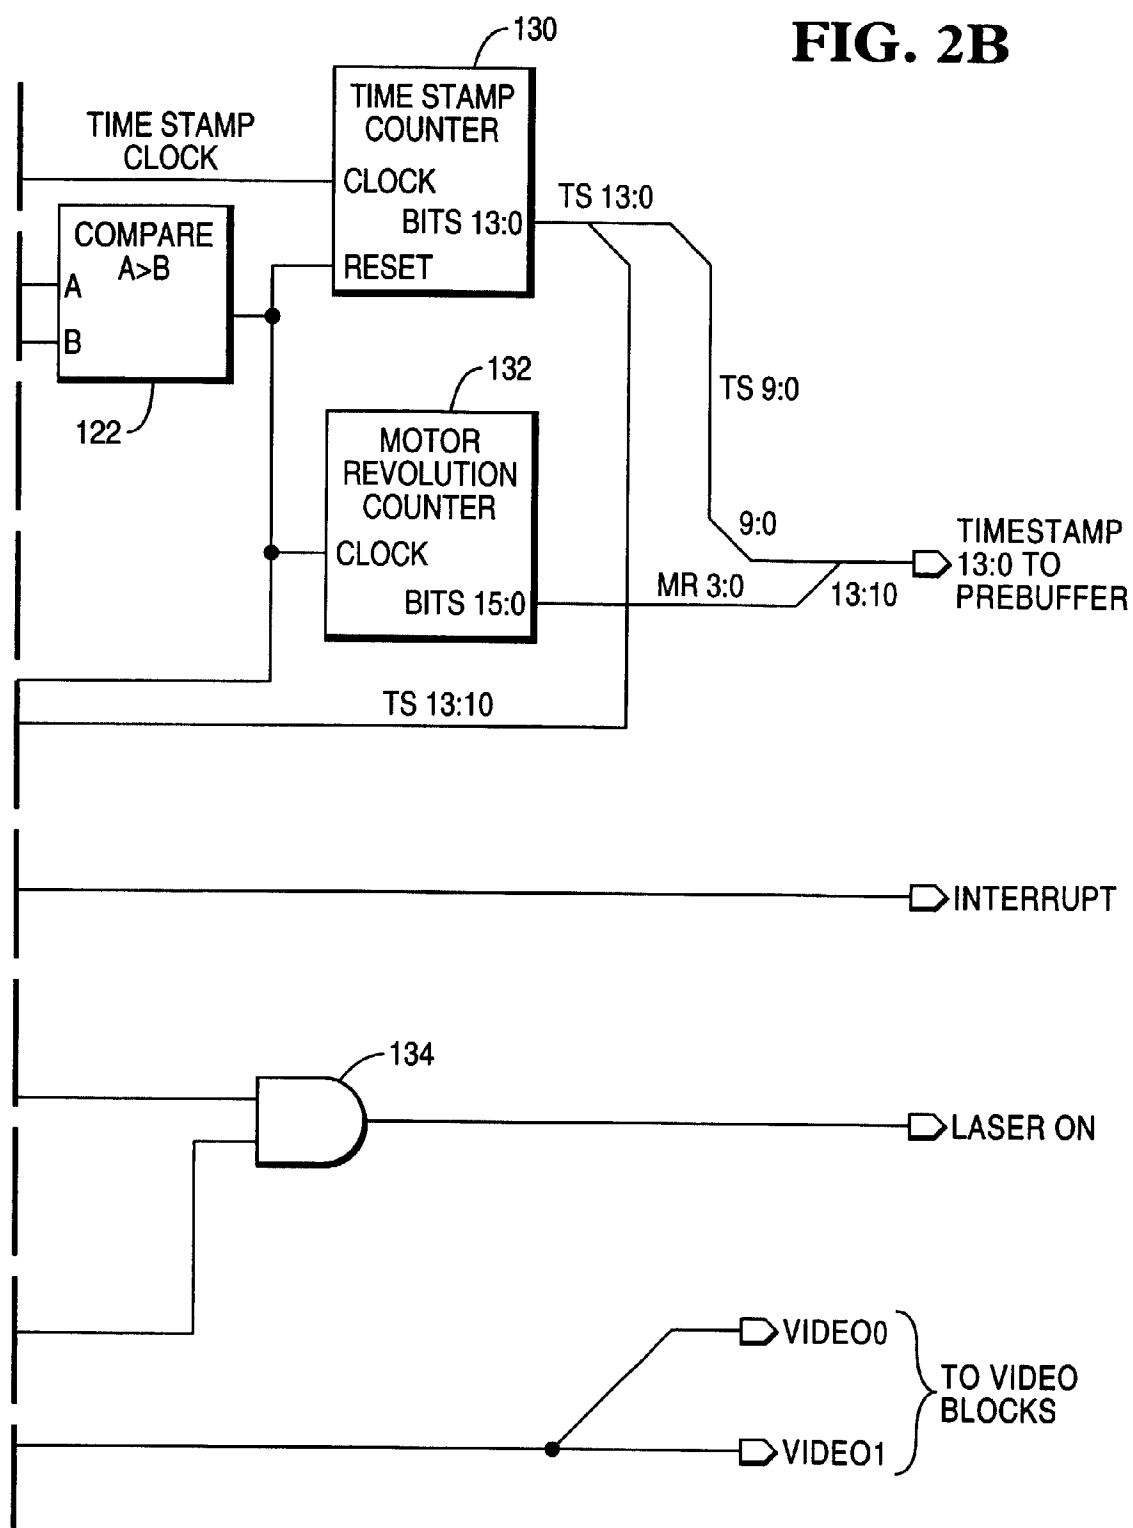 FIG. 2B
130
TIME STAMP
COUNTER
TIME STAMP
CLOCK
CLOCK
BITS 13:0
RESET
TS 13:0
COMPARE
A>B
A
B
122
TS 9:0
132
MOTOR
REVOLUTION
COUNTER
CLOCK
BITS 15:0
9:0
MR 3:0
13:10
TIMESTAMP
13:0 TO
PREBUFFER
TS 13:10
INTERRUPT
134
LASER ON
VIDEO0
VIDEO1
TO VIDEO
BLOCKS